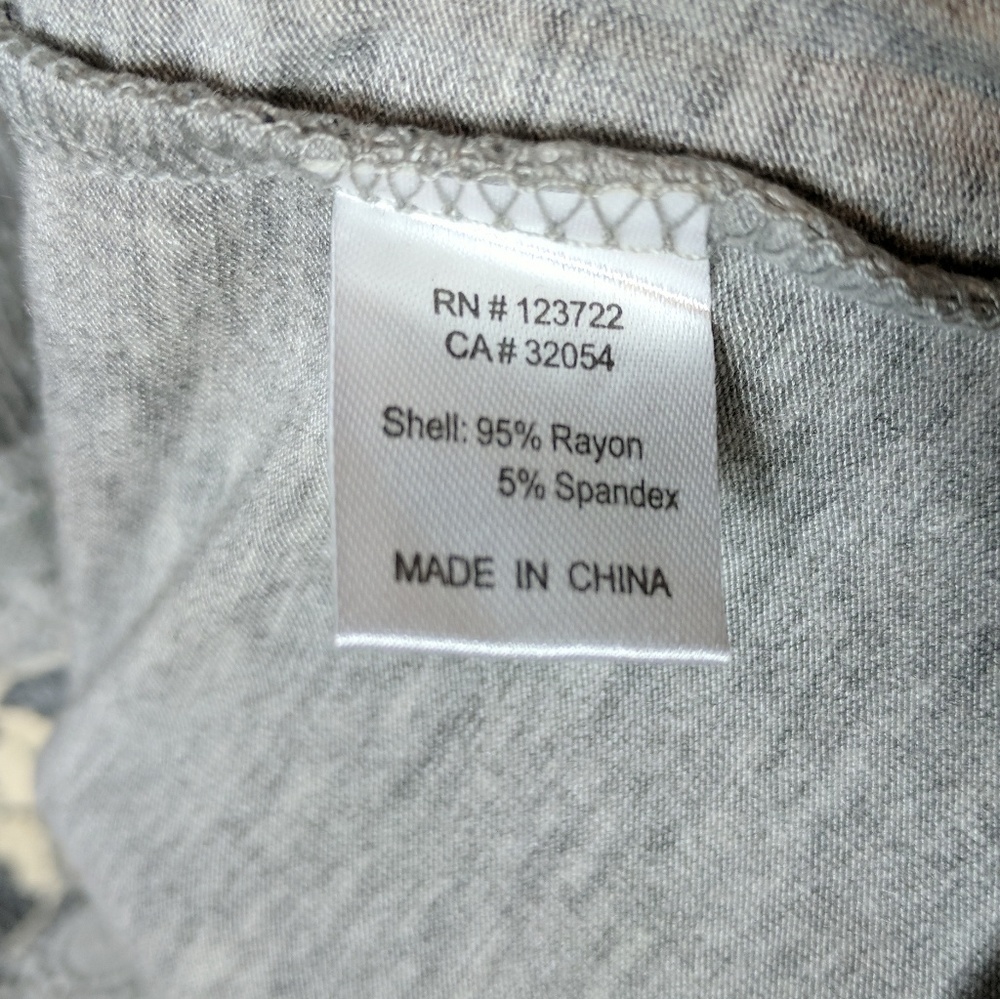 RN # 123722
CA# 32054
Shell: 95% Rayon
5% Spandex
MADE IN CHINA